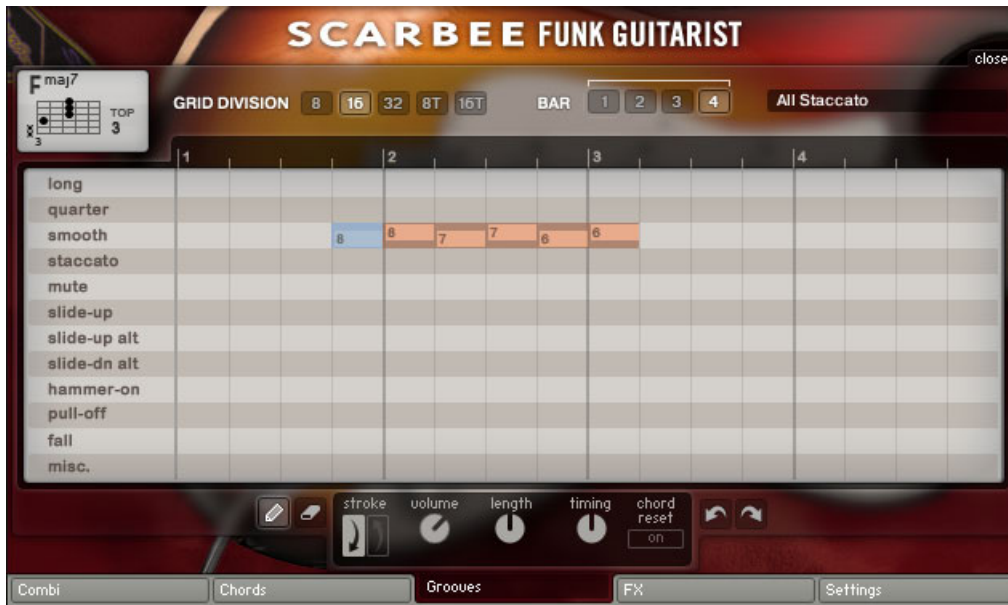 SCARBEE FUNK GUITARIST
close
Fmaj7
TOP
3
x
3
GRID DIVISION 8 16 32 8T 16T BAR 1 2 3 4 All Staccato
1 2 3 4
long
quarter
smooth 8 8 7 7 6 6
staccato
mute
slide-up
slide-up alt
slide-dn alt
hammer-on
pull-off
fall
misc.
stroke volume length timing chord
reset
on
Combi Chords Grooves FX Settings